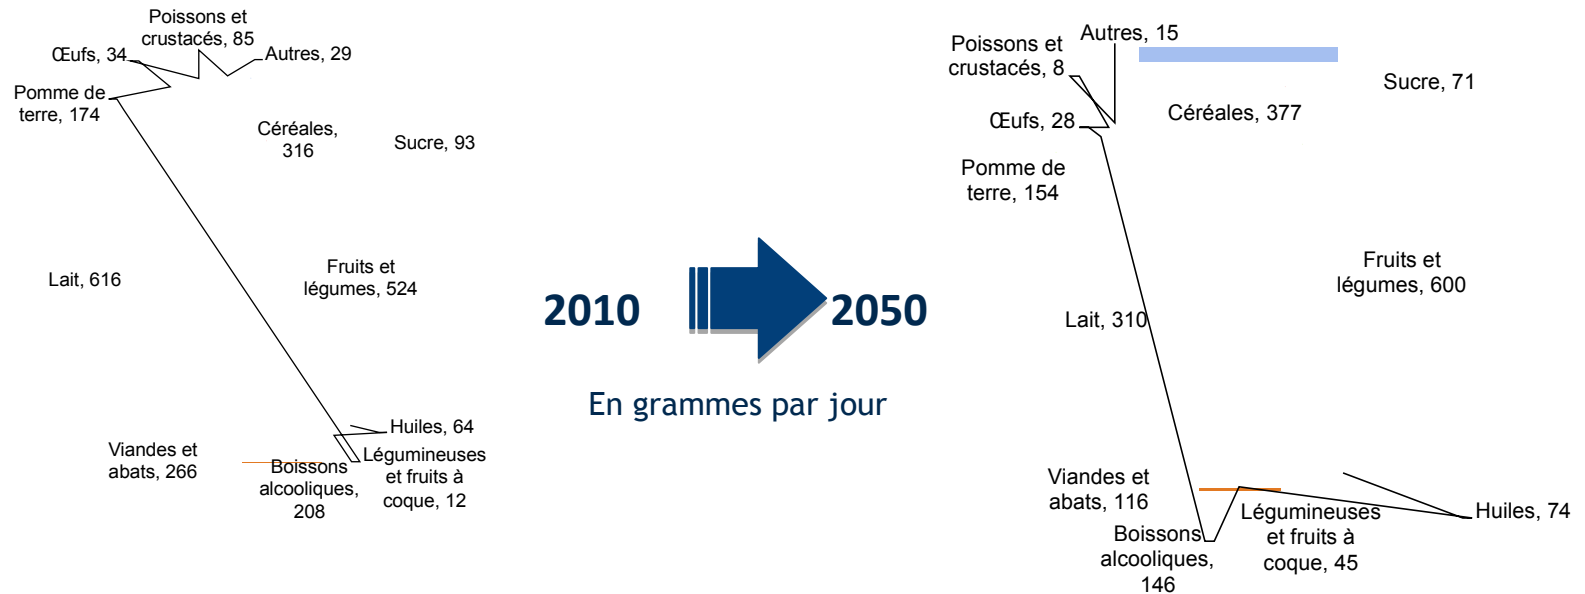 Poissons et
crustacés, 85
Œufs, 34
Autres, 29
Pomme de
terre, 174
Céréales,
316
Sucre, 93
Lait, 616
Fruits et
légumes, 524
Huiles, 64
Viandes et
abats, 266
Boissons
alcooliques,
208
Légumineuses
et fruits à
coque, 12
2010
2050
En grammes par jour
Autres, 15
Poissons et
crustacés, 8
Sucre, 71
Œufs, 28
Céréales, 377
Pomme de
terre, 154
Fruits et
légumes, 600
Lait, 310
Viandes et
abats, 116
Huiles, 74
Légumineuses
et fruits à
coque, 45
Boissons
alcooliques,
146